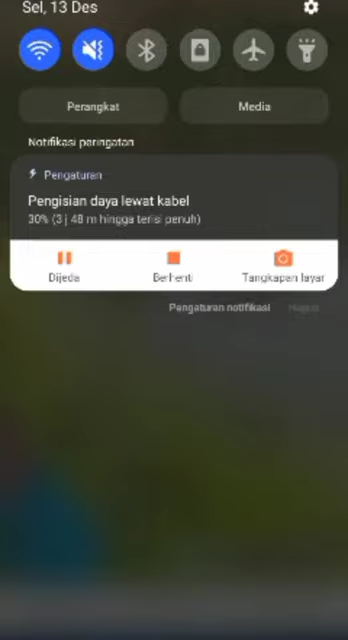 Sel, 13 Des
Perangkat
Media
Notifikasi peringatan
Pengaturan
Pengisian daya lewat kabel
30% (3 j 48 m hingga terisi penuh)
Dijeda
Berhenti
Tangkapan layar
Pengaturan notifikasi